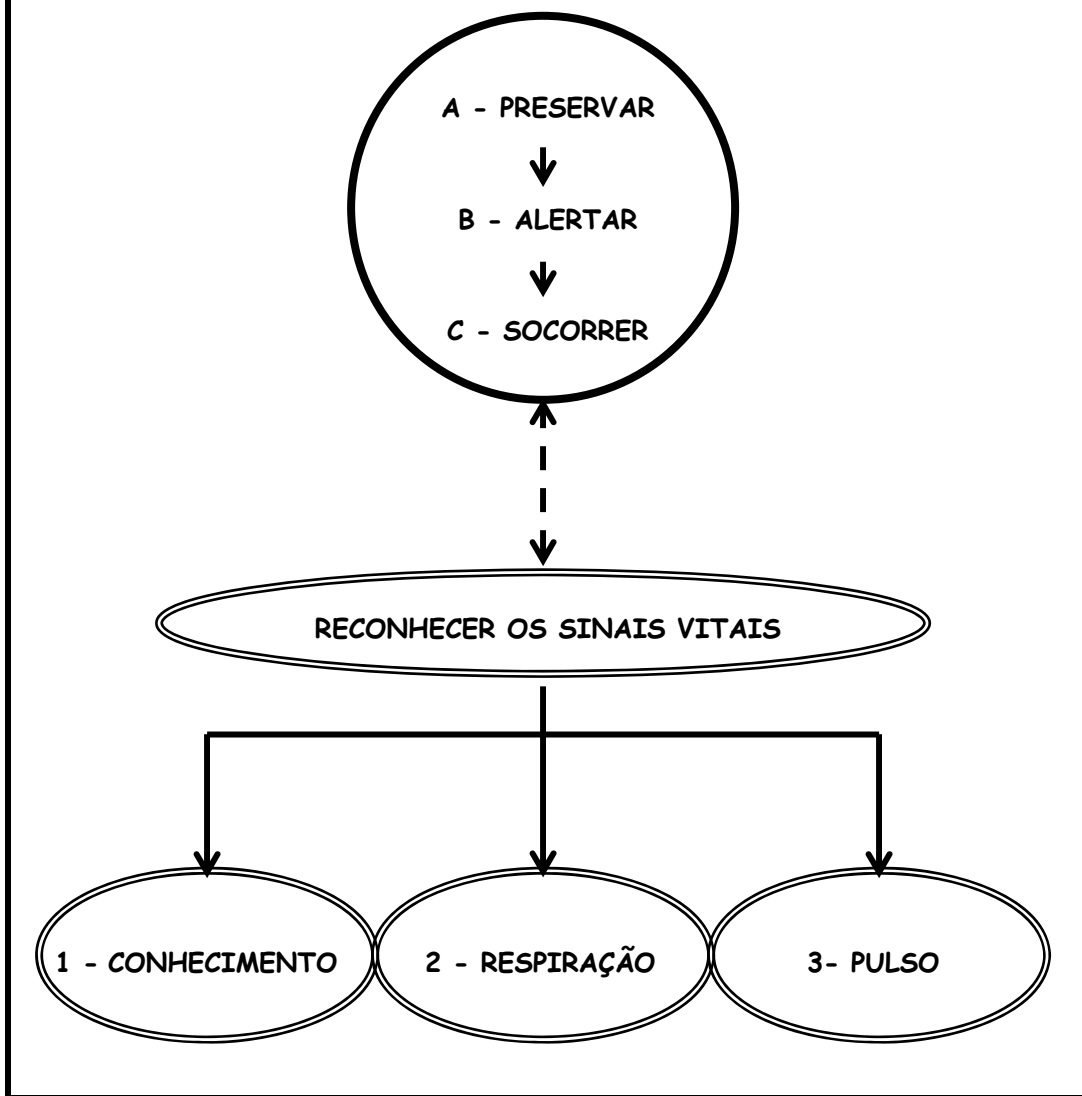 A - PRESERVAR
B - ALERTAR
C - SOCORRER
RECONHECER OS SINAIS VITAIS
1 - CONHECIMENTO
2 - RESPIRAÇÃO
3- PULSO